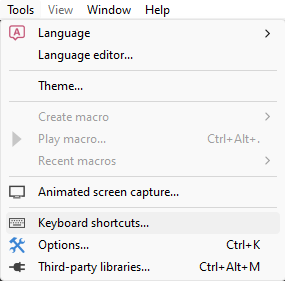 Tools View Window Help
Language
Language editor...
Theme...
Create macro
Play macro... Ctrl+Alt+.
Recent macros
Animated screen capture...
Keyboard shortcuts...
Options... Ctrl+K
Third-party libraries... Ctrl+Alt+M